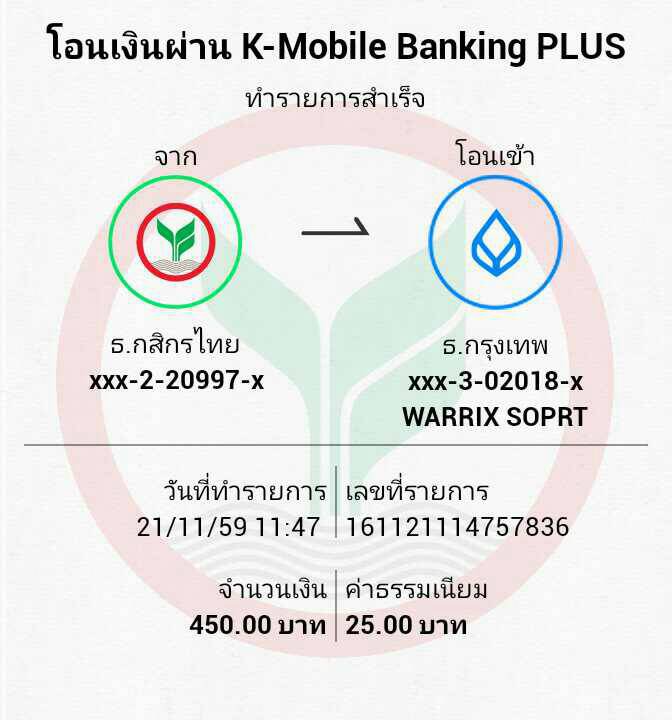 โอนเงินผ่าน K-Mobile Banking PLUS
ทำรายการสำเร็จ
จาก
โอนเข้า
ธ.กสิกรไทย
xxx-2-20997-x
ธ.กรุงเทพ
xxx-3-02018-x
WARRIX SOPRT
วันที่ทำรายการ
21/11/59 11:47
เลขที่รายการ
161121114757836
จำนวนเงิน
450.00 บาท
ค่าธรรมเนียม
25.00 บาท